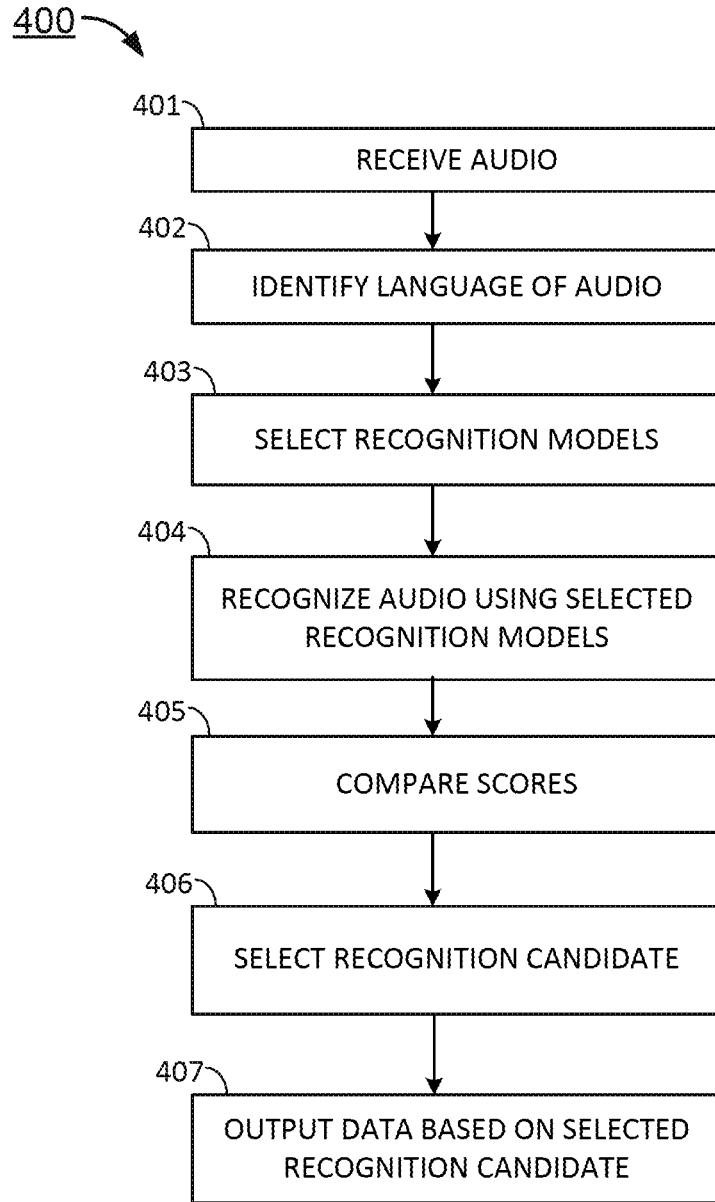 400
401
RECEIVE AUDIO
402
IDENTIFY LANGUAGE OF AUDIO
403
SELECT RECOGNITION MODELS
404
RECOGNIZE AUDIO USING SELECTED
RECOGNITION MODELS
405
COMPARE SCORES
406
SELECT RECOGNITION CANDIDATE
407
OUTPUT DATA BASED ON SELECTED
RECOGNITION CANDIDATE